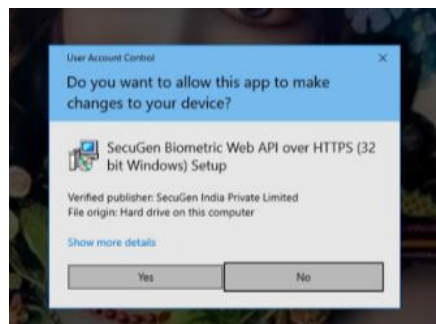 User Account Control
Do you want to allow this app to make
changes to your device?
SecuGen Biometric Web API over HTTPS (32
bit Windows) Setup
Verified publisher: SecuGen India Private Limited
File origin: Hard drive on this computer
Show more details
Yes
No